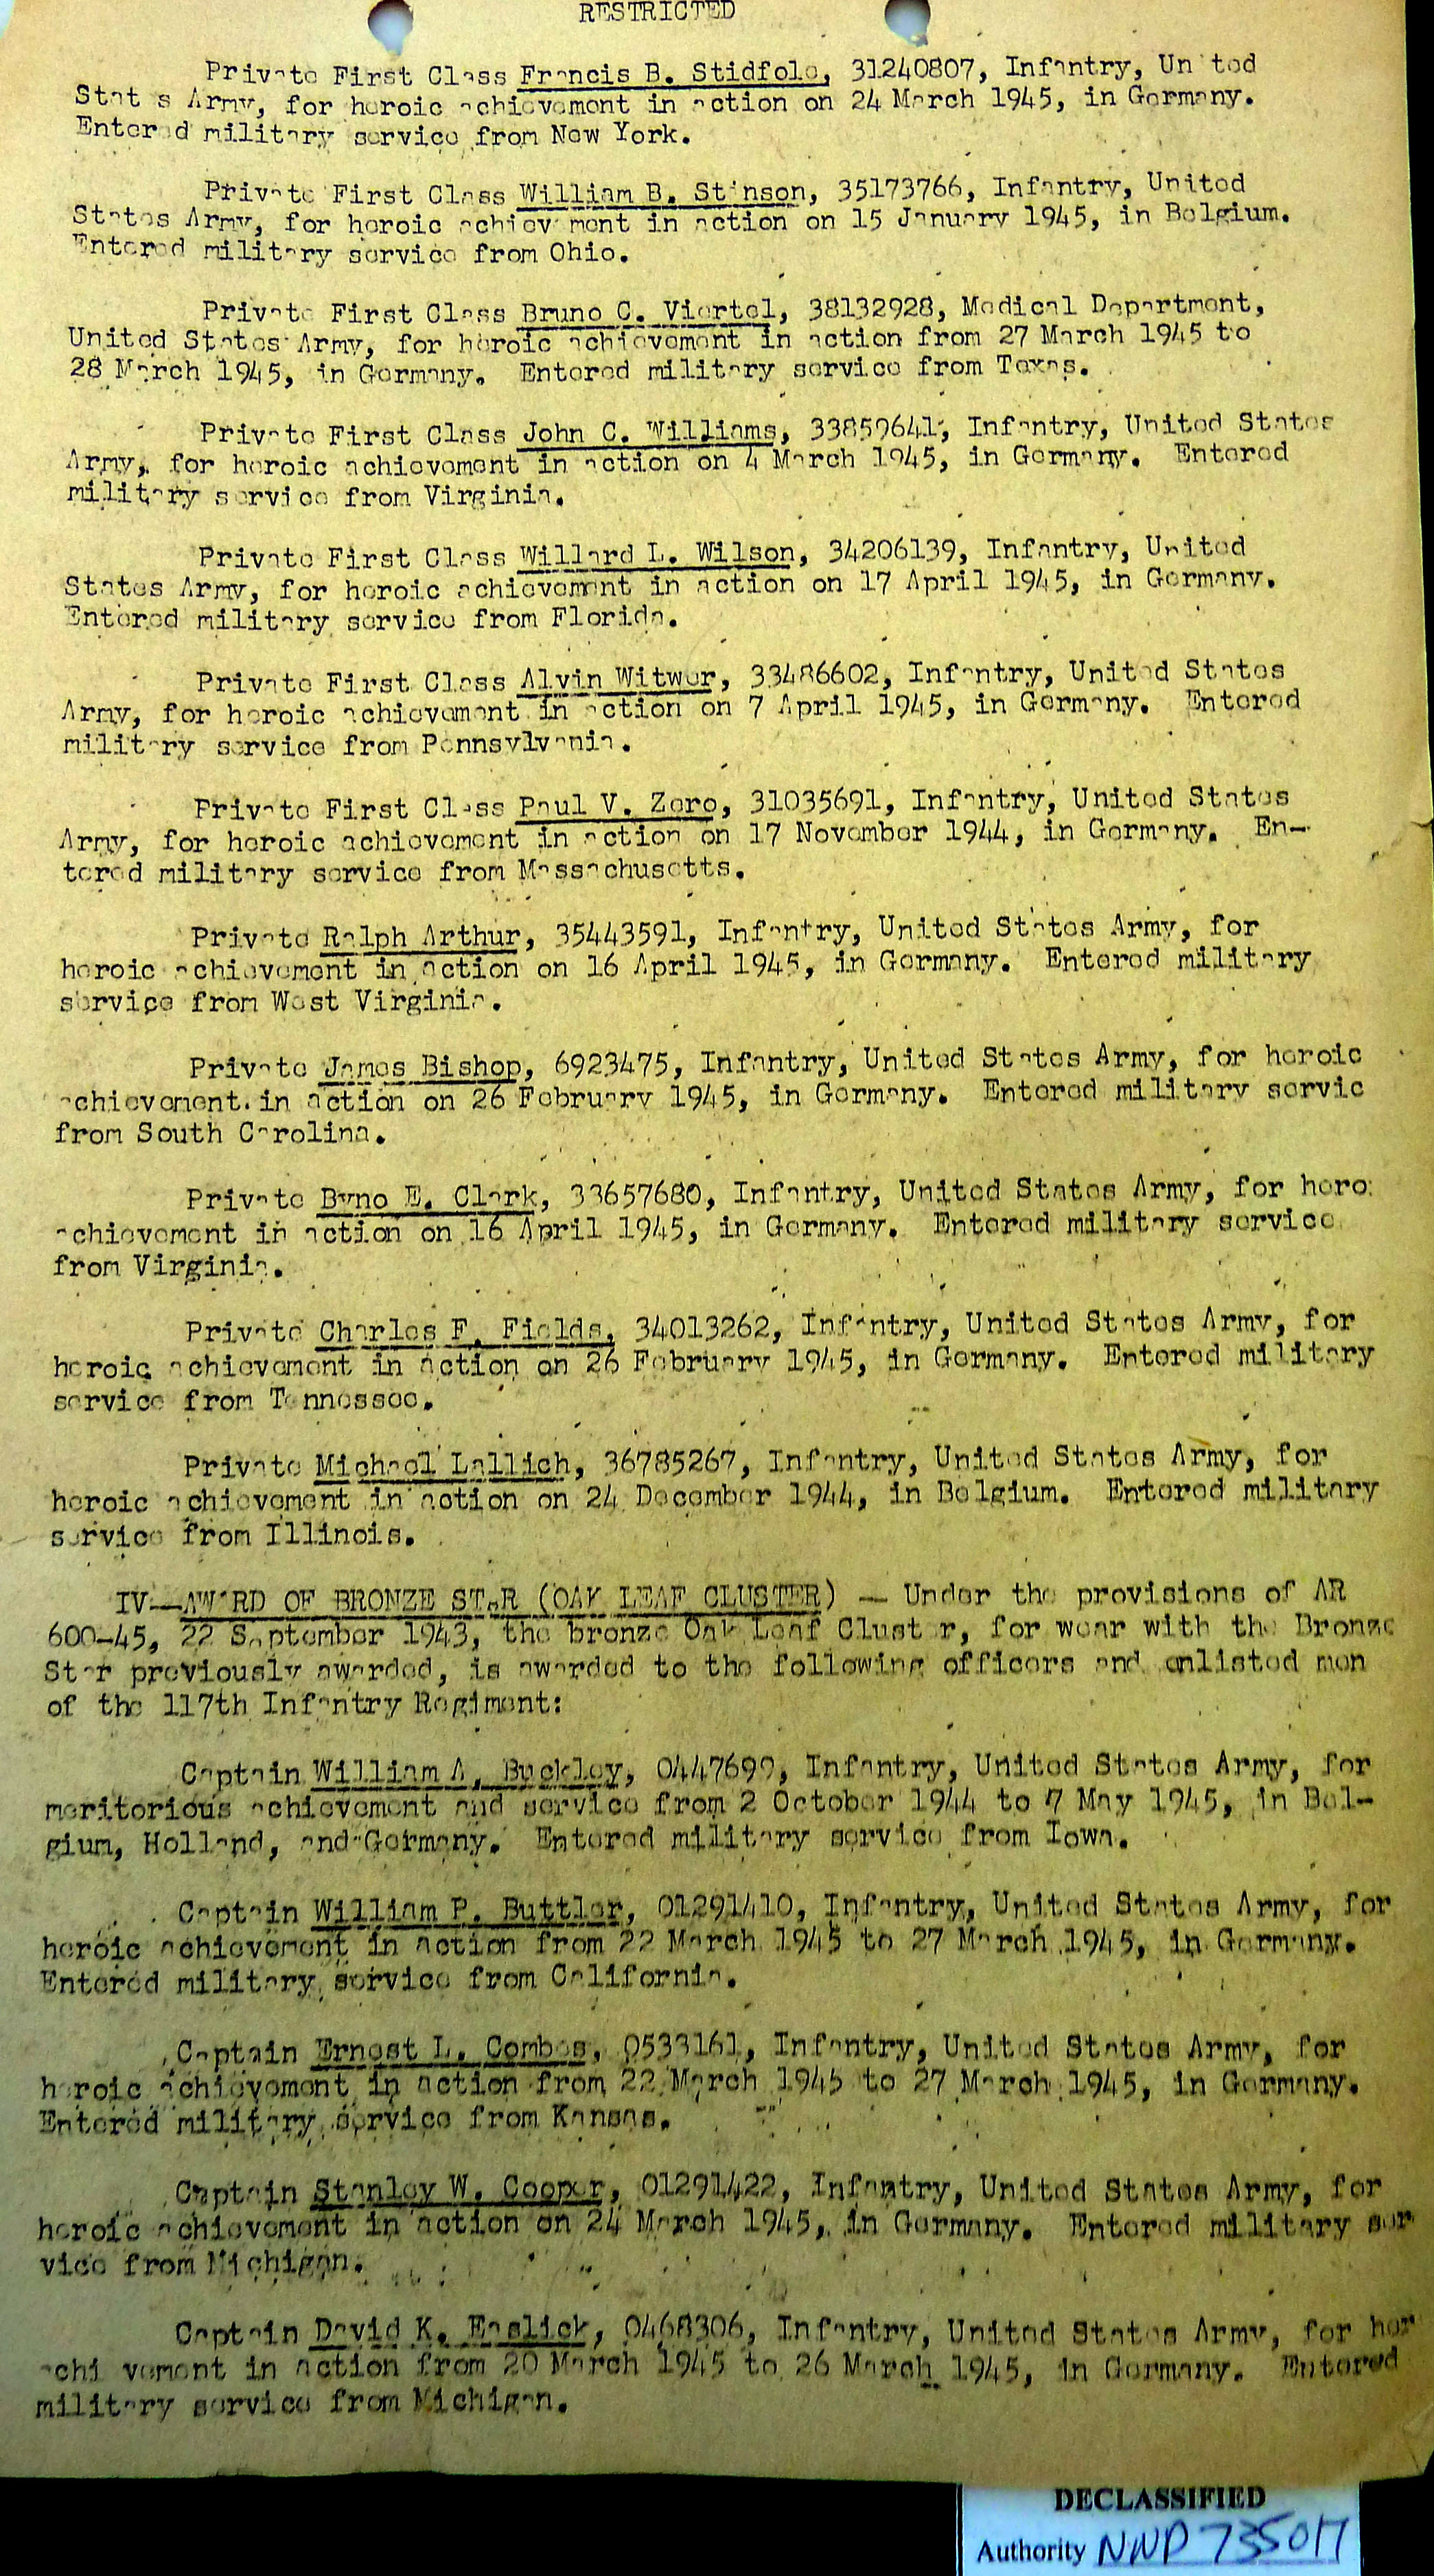 RESTRICTED
Private First Class Francis B. Stidfole, 31240807, Infantry, United
States Army, for heroic achievement in action on 24 March 1945, in Germany.
Entered military service from New York.
Private First Class William B. Stinson, 35173766, Infantry, United
States Army, for heroic achievement in action on 15 January 1945, in Belgium.
Entered military service from Ohio.
Private First Class Bruno C. Viertel, 38132928, Medical Department,
United States Army, for heroic achievement in action from 27 March 1945 to
28 March 1945, in Germany. Entered military service from Texas.
Private First Class John C. Williams, 33859641, Infantry, United States
Army, for heroic achievement in action on 4 March 1945, in Germany. Entered
military service from Virginia.
Private First Class Willard L. Wilson, 34206139, Infantry, United
States Army, for heroic achievement in action on 17 April 1945, in Germany.
Entered military service from Florida.
Private First Class Alvin Witwer, 33486602, Infantry, United States
Army, for heroic achievement in action on 7 April 1945, in Germany. Entered
military service from Pennsylvania.
Private First Class Paul V. Zero, 31035691, Infantry, United States
Army, for heroic achievement in action on 17 November 1944, in Germany. En-
tered military service from Massachusetts.
Private Ralph Arthur, 35443591, Infantry, United States Army, for
heroic achievement in action on 16 April 1945, in Germany. Entered military
service from West Virginia.
Private James Bishop, 6923475, Infantry, United States Army, for heroic
achievement in action on 26 February 1945, in Germany. Entered military servic
from South Carolina.
Private Byno E. Clark, 33657680, Infantry, United States Army, for hero
achievement in action on 16 April 1945, in Germany. Entered military service
from Virginia.
Private Charles F. Fields, 34013262, Infantry, United States Army, for
heroic achievement in action on 26 February 1945, in Germany. Entered military
service from Tennessee.
Private Michael Lallich, 36785267, Infantry, United States Army, for
heroic achievement in action on 24 December 1944, in Belgium. Entered military
service from Illinois.
IV—AWARD OF BRONZE STAR (OAK LEAF CLUSTER) — Under the provisions of AR
600-45, 22 September 1943, the bronze Oak Leaf Cluster, for wear with the Bronze
Star previously awarded, is awarded to the following officers and enlisted men
of the 117th Infantry Regiment:
Captain William A. Buckley, 0447699, Infantry, United States Army, for
meritorious achievement and service from 2 October 1944 to 7 May 1945, in Bel-
gium, Holland, and Germany. Entered military service from Iowa.
Captain William P. Buttler, 01291410, Infantry, United States Army, for
heroic achievement in action from 22 March 1945 to 27 March 1945, in Germany.
Entered military service from California.
Captain Ernest L. Combes, 0533161, Infantry, United States Army, for
heroic achievement in action from 22 March 1945 to 27 March 1945, in Germany.
Entered military service from Kansas.
Captain Stanley W. Cooper, 01291422, Infantry, United States Army, for
heroic achievement in action on 24 March 1945, in Germany. Entered military ser
vice from Michigan.
Captain David K. Easlick, 0468306, Infantry, United States Army, for her
achievement in action from 20 March 1945 to 26 March 1945, in Germany. Entered
military service from Michigan.
DECLASSIFIED
Authority NND 735017